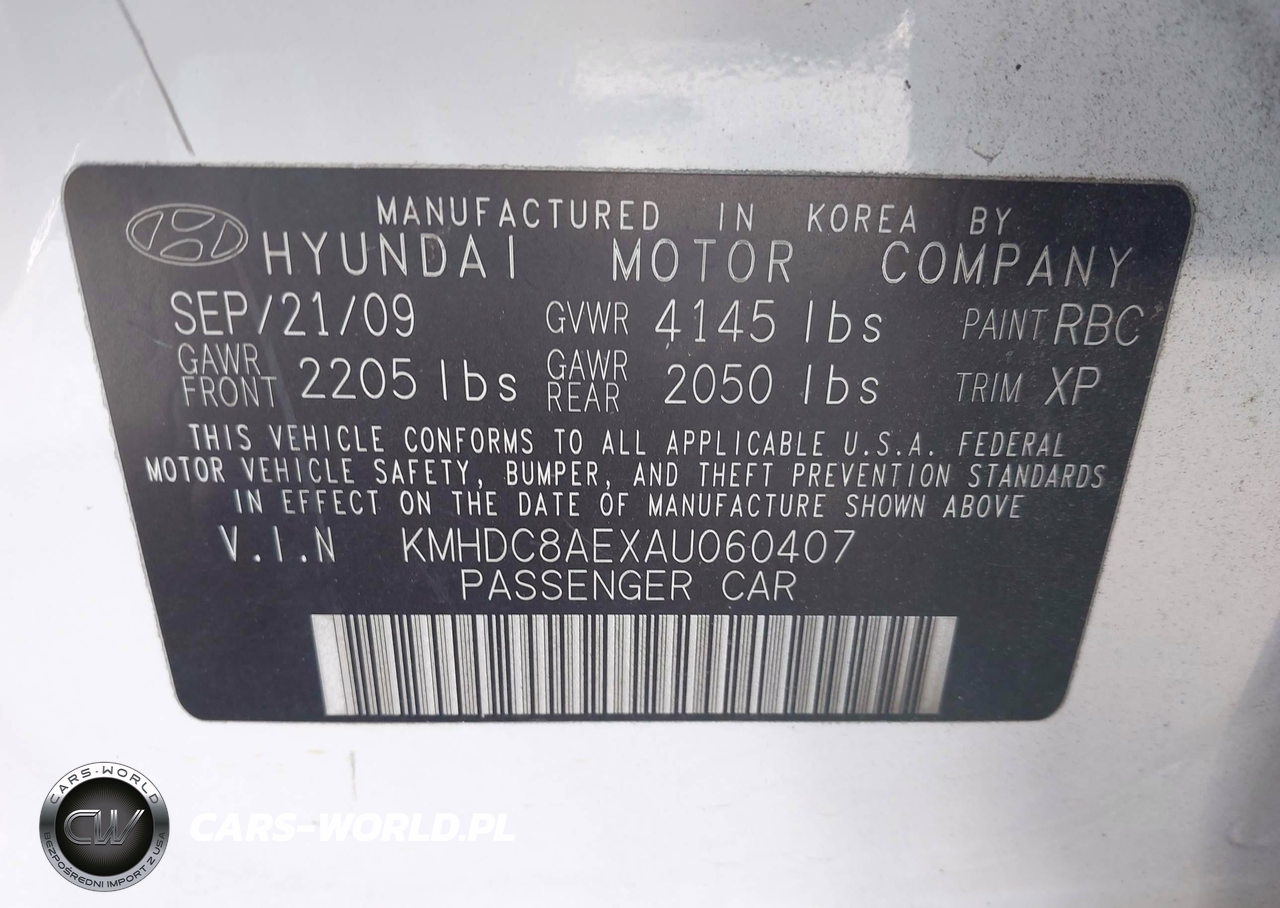 MANUFACTURED IN KOREA BY
HYUNDAI MOTOR COMPANY
SEP/21/09 GVWR 4145 lbs PAINT RBC
GAWR FRONT 2205 lbs GAWR REAR 2050 lbs TRIM XP
THIS VEHICLE CONFORMS TO ALL APPLICABLE U.S.A. FEDERAL
MOTOR VEHICLE SAFETY, BUMPER, AND THEFT PREVENTION STANDARDS
IN EFFECT ON THE DATE OF MANUFACTURE SHOWN ABOVE
V.I.N KMHDC8AEXAU060407
PASSENGER CAR
CARS-WORLD
CW
BEZPOŚREDNI IMPORT Z USA
CARS-WORLD.PL